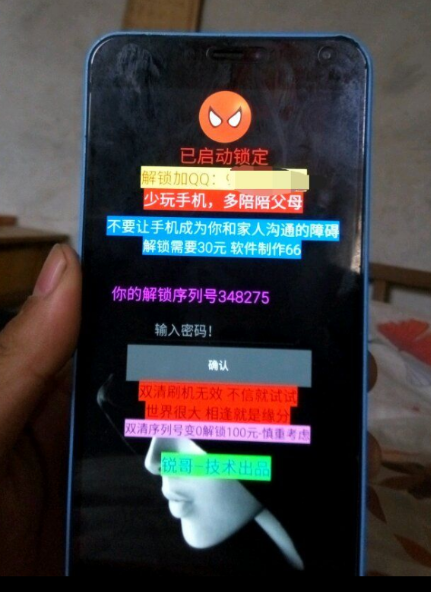 已启动锁定
解锁加QQ：
少玩手机，多陪陪父母
不要让手机成为你和家人沟通的障碍
解锁需要30元 软件制作66
你的解锁序列号348275
输入密码！
确认
双清刷机无效 不信就试试
世界很大 相逢就是缘分
双清序列号变0解锁100元-慎重考虑
锐哥-技术出品